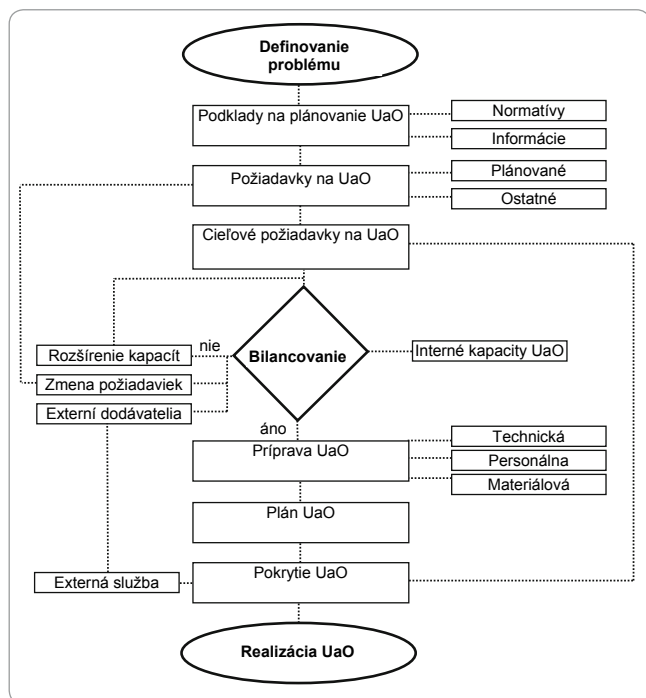 Definovanie
problému
Podklady na plánovanie UaO
Normatívy
Informácie
Požiadavky na UaO
Plánované
Ostatné
Cieľové požiadavky na UaO
Bilancovanie
Interné kapacity UaO
nie
Rozšírenie kapacít
Zmena požiadaviek
Externí dodávatelia
áno
Príprava UaO
Technická
Personálna
Materiálová
Plán UaO
Externá služba
Pokrytie UaO
Realizácia UaO